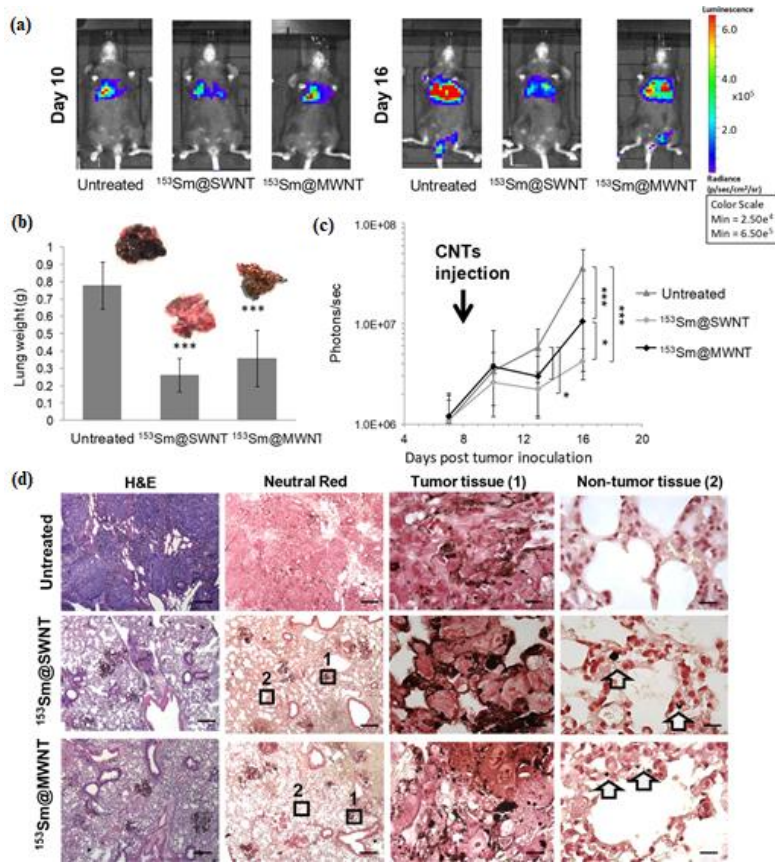 (a)
Day 10
Untreated
¹⁵³Sm@SWNT
¹⁵³Sm@MWNT
Day 16
Untreated
¹⁵³Sm@SWNT
¹⁵³Sm@MWNT
Luminescence
6.0
4.0
x10⁵
2.0
Radiance
(p/sec/cm²/sr)
Color Scale
Min = 2.50e⁴
Min = 6.50e⁵
(b)
Lung weight (g)
1
0.9
0.8
0.7
0.6
0.5
0.4
0.3
0.2
0.1
0
***
***
Untreated
¹⁵³Sm@SWNT
¹⁵³Sm@MWNT
(c)
Photons/sec
1.0E+08
1.0E+07
1.0E+06
CNTs
injection
*
***
*
***
Untreated
¹⁵³Sm@SWNT
¹⁵³Sm@MWNT
4
8
12
16
20
Days post tumor inoculation
(d)
H&E
Neutral Red
Tumor tissue (1)
Non-tumor tissue (2)
Untreated
¹⁵³Sm@SWNT
2
1
¹⁵³Sm@MWNT
2
1